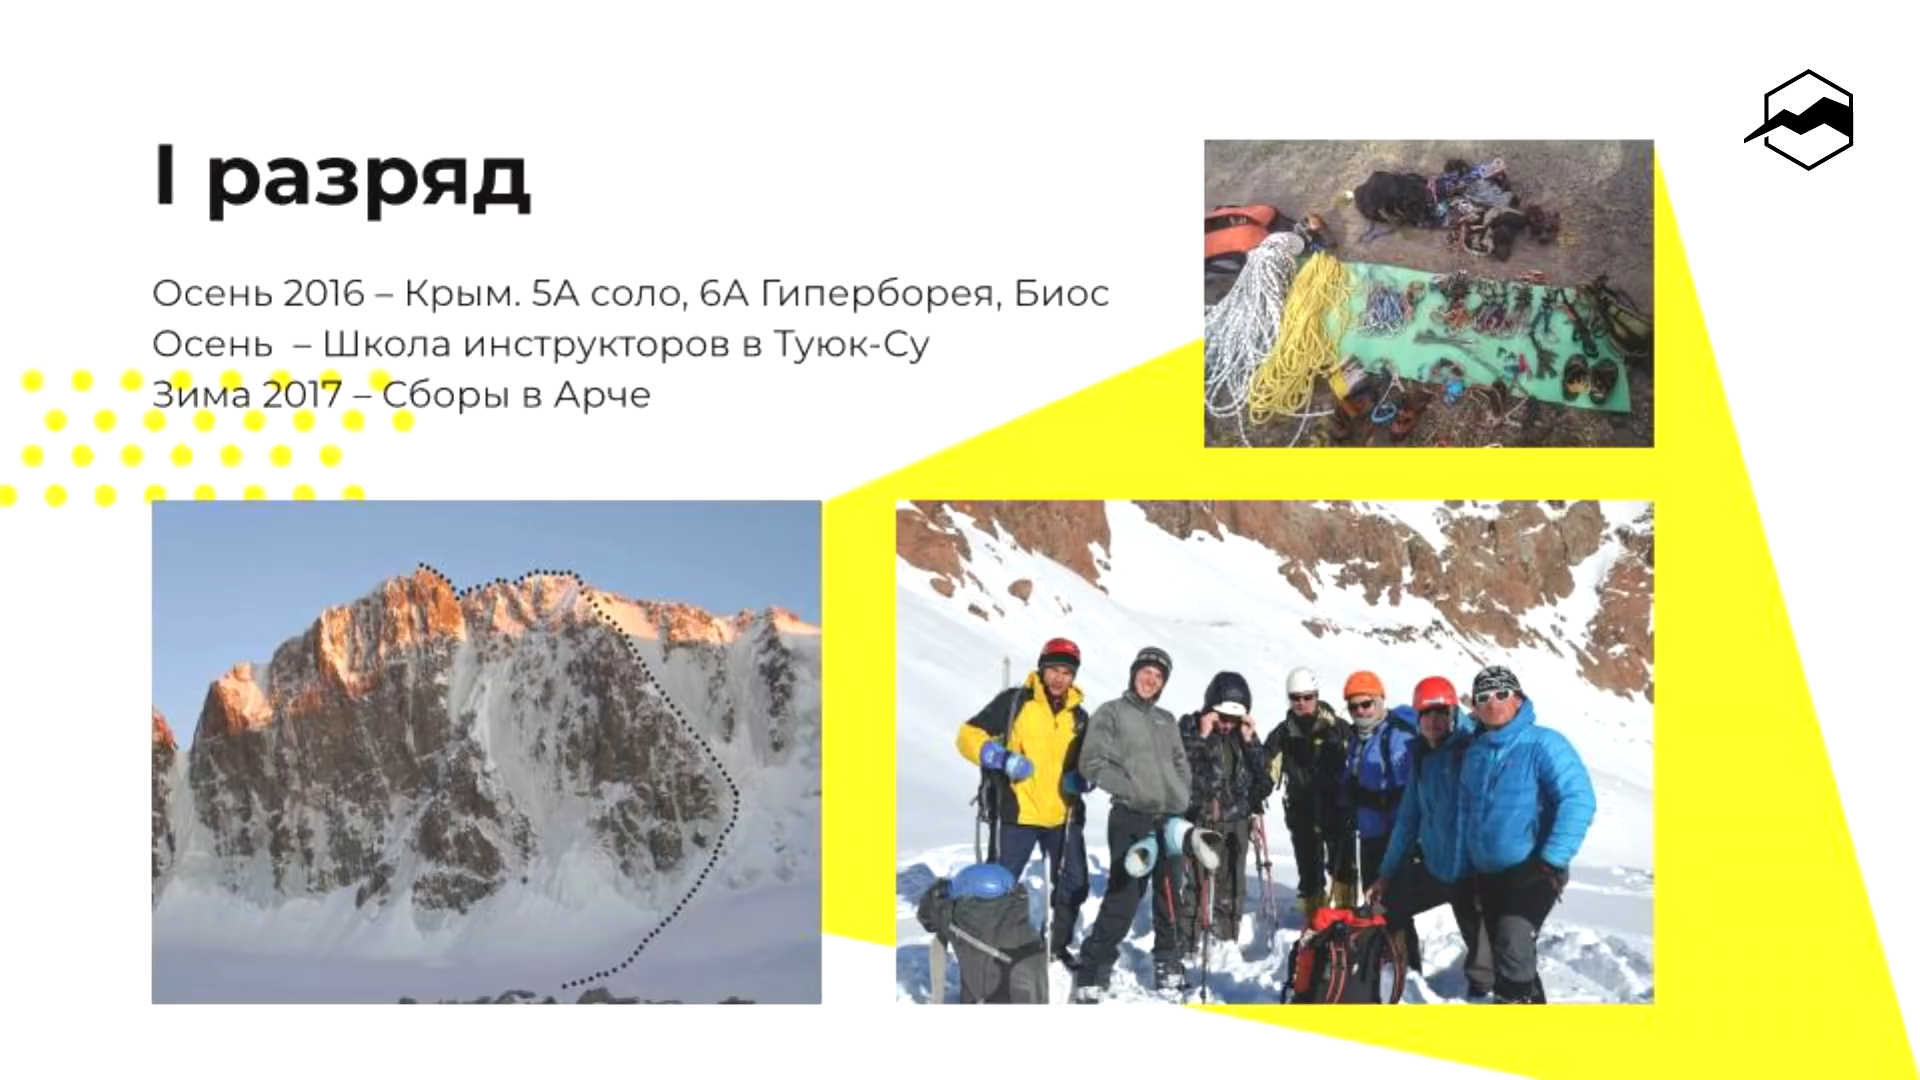 I разряд
Осень 2016 – Крым. 5А соло, 6А Гиперборея, Биос
Осень – Школа инструкторов в Туюк-Су
Зима 2017 – Сборы в Арче